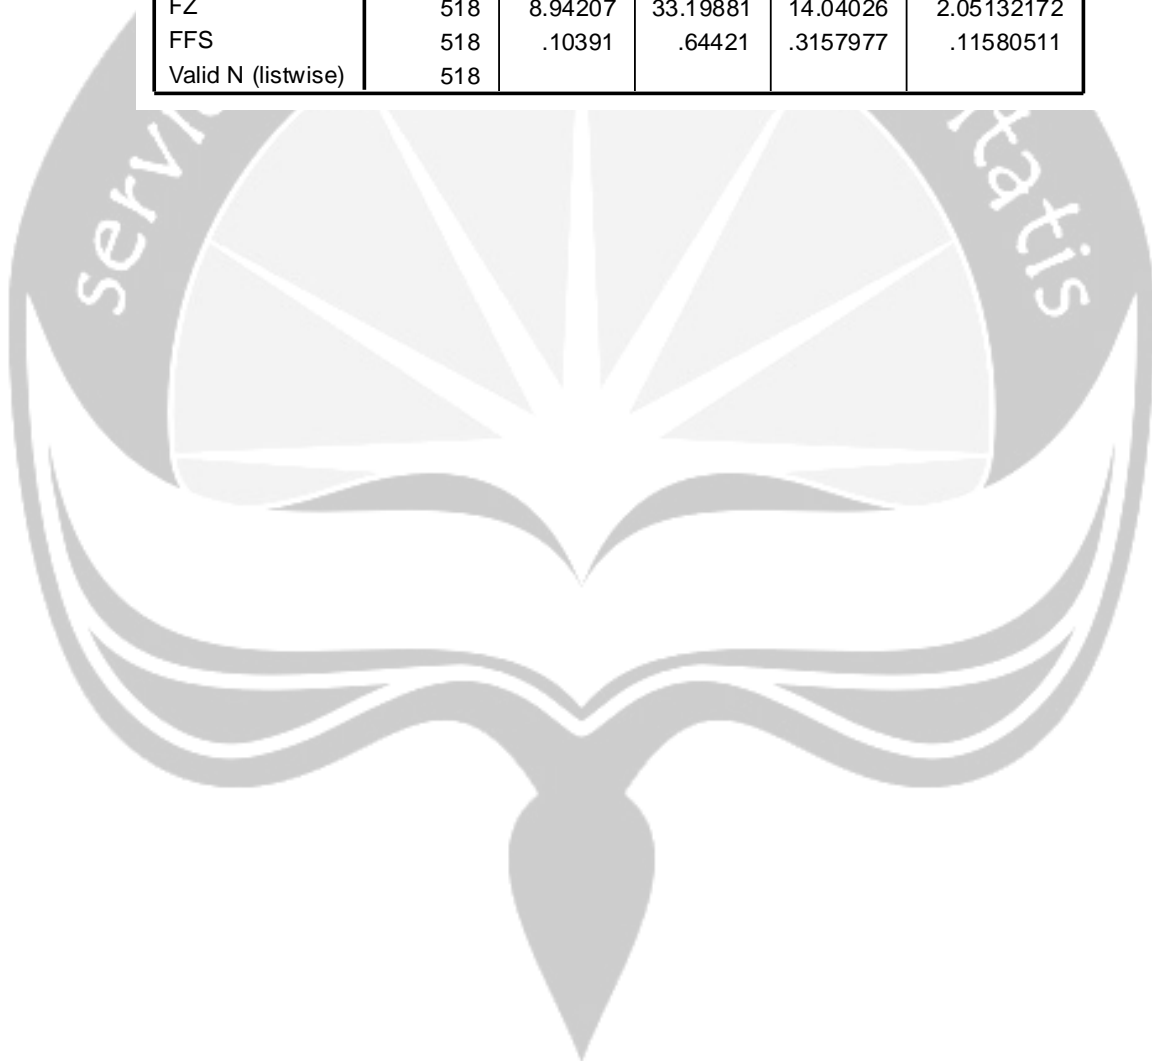 FZ 518 8.94207 33.19881 14.04026 2.05132172
FFS 518 .10391 .64421 .3157977 .11580511
Valid N (listwise) 518
tatis